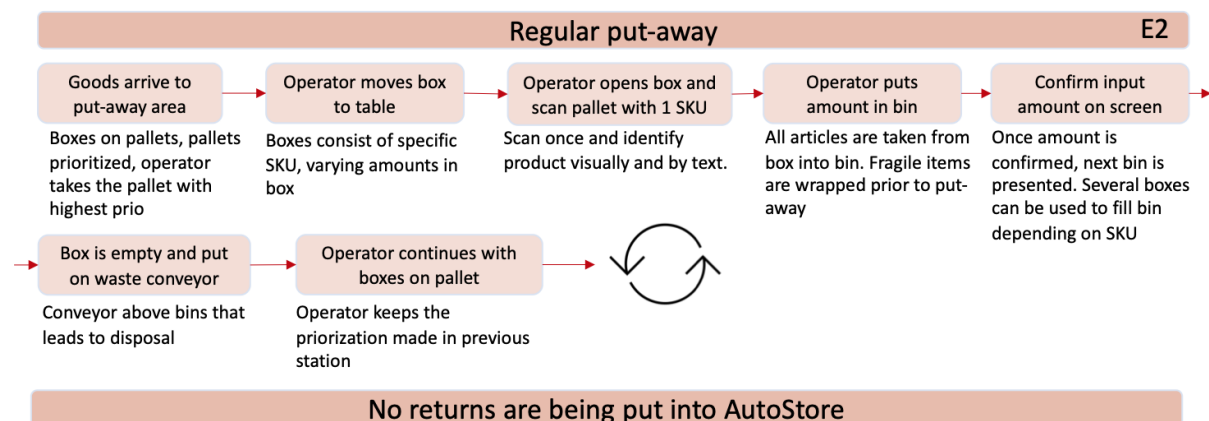 Regular put-away
E2
Goods arrive to
put-away area
Boxes on pallets, pallets
prioritized, operator
takes the pallet with
highest prio
Operator moves box
to table
Boxes consist of specific
SKU, varying amounts in
box
Operator opens box and
scan pallet with 1 SKU
Scan once and identify
product visually and by text.
Operator puts
amount in bin
All articles are taken from
box into bin. Fragile items
are wrapped prior to put-
away
Confirm input
amount on screen
Once amount is
confirmed, next bin is
presented. Several boxes
can be used to fill bin
depending on SKU
Box is empty and put
on waste conveyor
Conveyor above bins that
leads to disposal
Operator continues with
boxes on pallet
Operator keeps the
priorization made in previous
station
No returns are being put into AutoStore